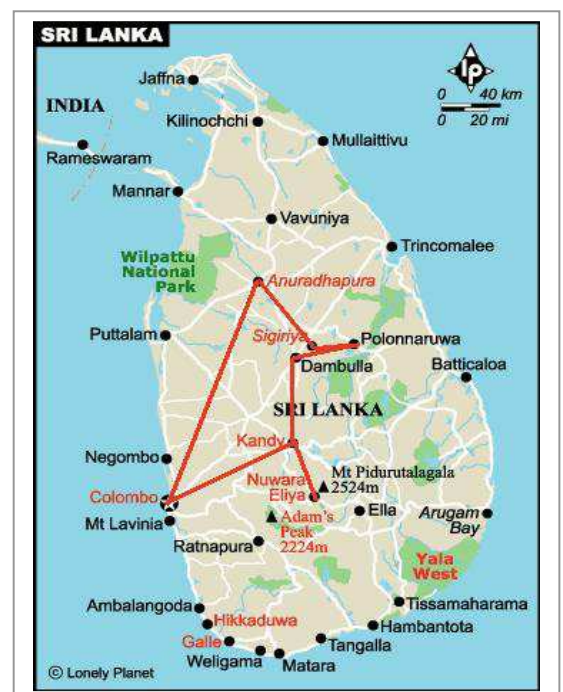 SRI LANKA
lp
0 40 km
0 20 mi
Jaffna
INDIA
Kilinochchi
Rameswaram
Mullaittivu
Mannar
Vavuniya
Trincomalee
Wilpattu
National
Park
Anuradhapura
Puttalam
Sigiriya
Polonnaruwa
Dambulla
Batticaloa
SRI LANKA
Kandy
Negombo
Mt Pidurutalagala
2524m
Nuwara
Eliya
Colombo
Ella
Arugam
Bay
Mt Lavinia
Adam's
Peak
2224m
Ratnapura
Yala
West
Ambalangoda
Tissamaharama
Hikkaduwa
Hambantota
Galle
Tangalla
Weligama
Matara
© Lonely Planet